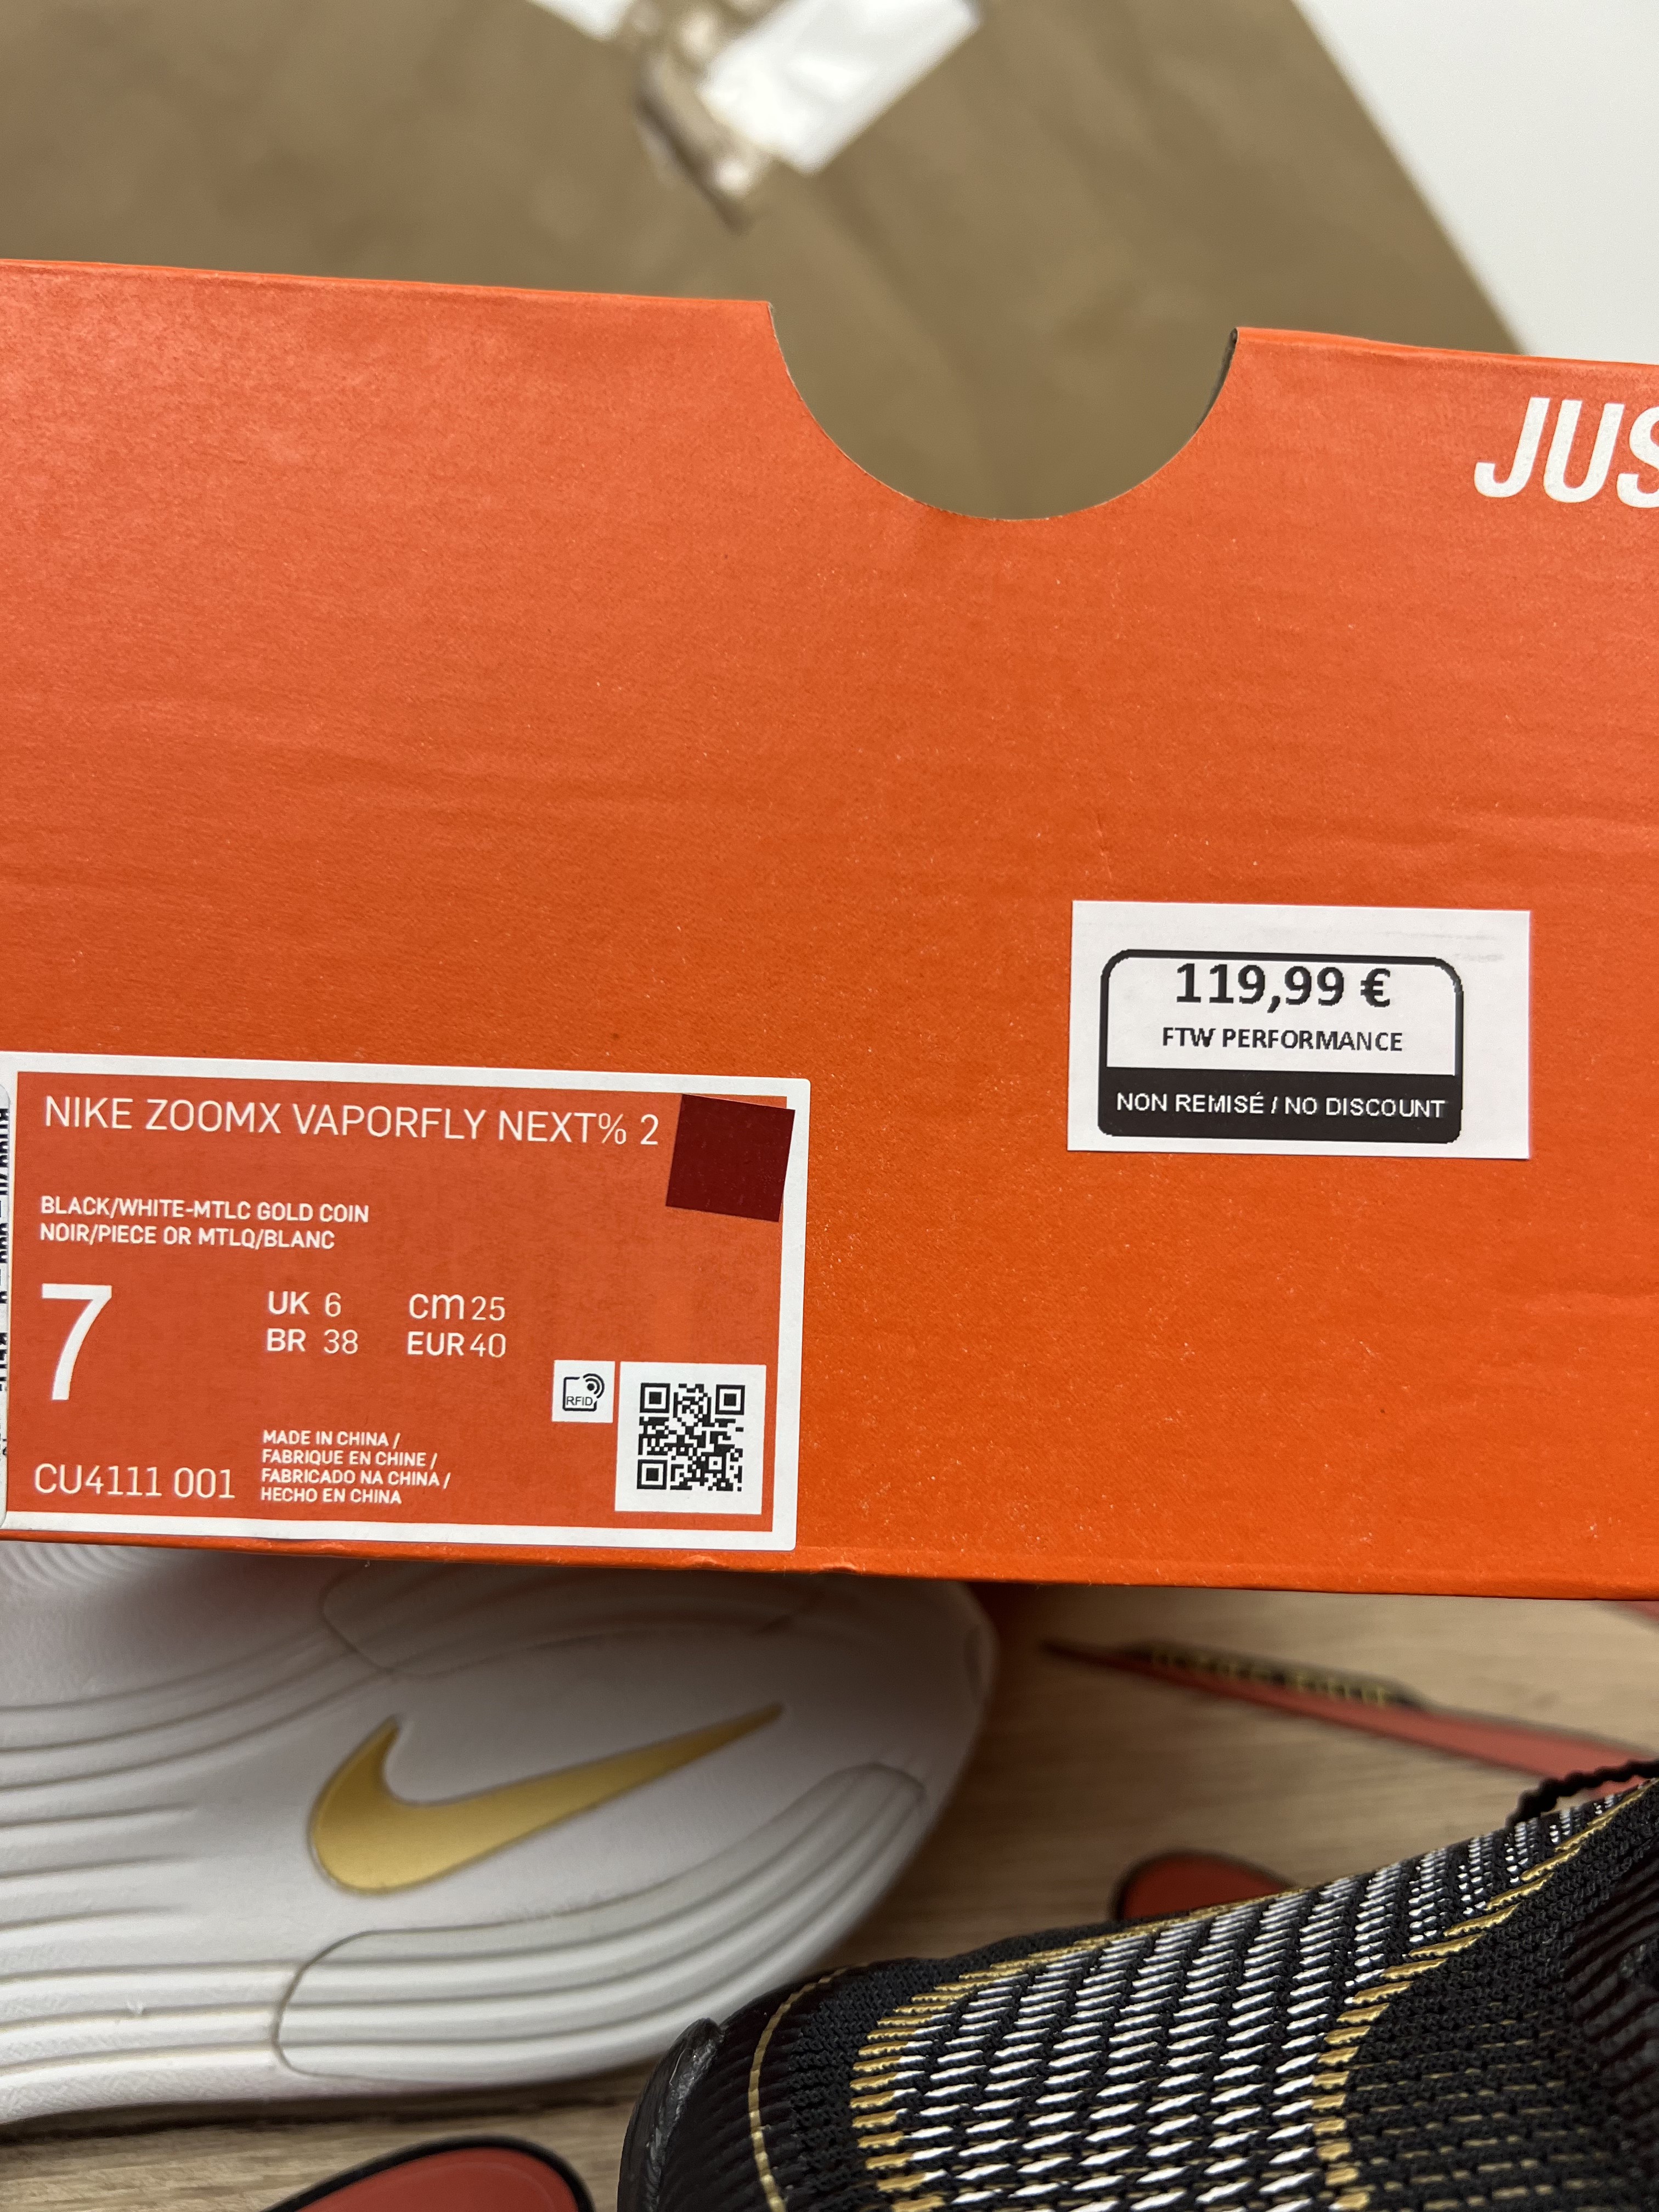 JUS
119,99 €
FTW PERFORMANCE
NON REMISÉ / NO DISCOUNT
NIKE ZOOMX VAPORFLY NEXT% 2
BLACK/WHITE-MTLC GOLD COIN
NOIR/PIECE OR MTLQ/BLANC
7
UK 6
cm 25
BR 38
EUR 40
RFID
MADE IN CHINA /
FABRIQUE EN CHINE /
FABRICADO NA CHINA /
HECHO EN CHINA
CU4111 001